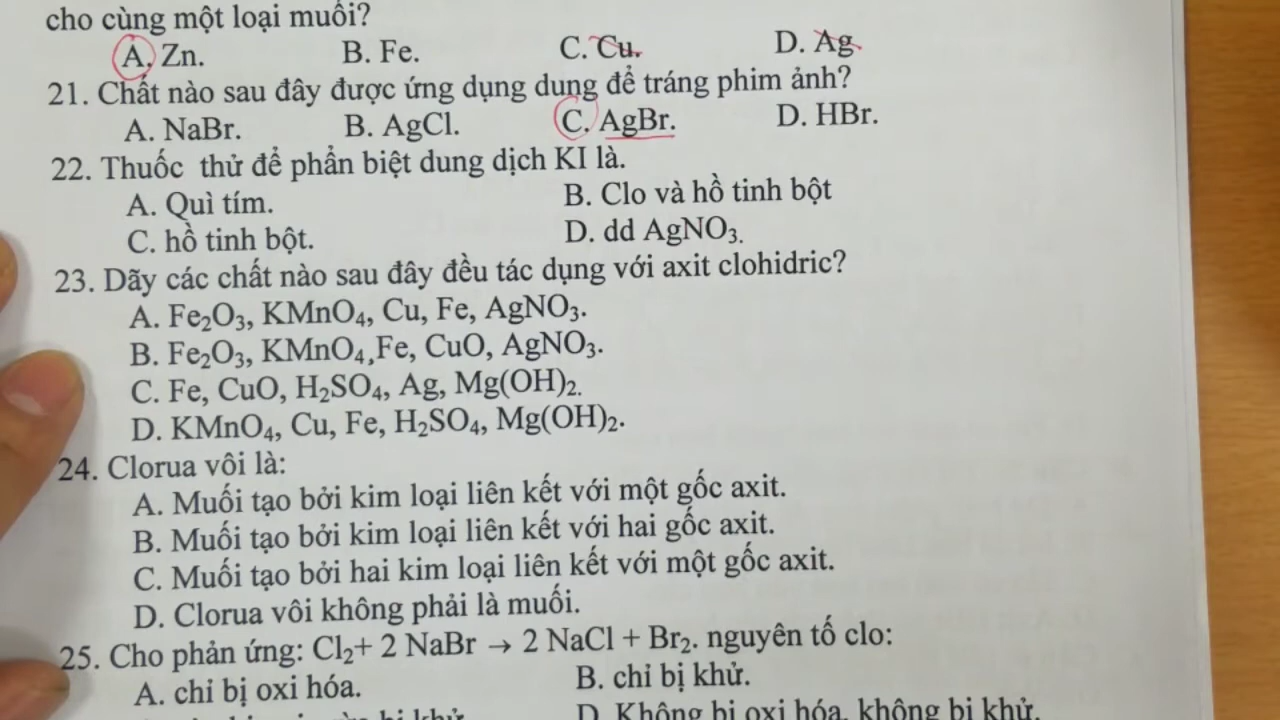 cho cùng một loại muối?
A. Zn. B. Fe. C. Cu. D. Ag.
21. Chất nào sau đây được ứng dụng dung để tráng phim ảnh?
A. NaBr. B. AgCl. C. AgBr. D. HBr.
22. Thuốc thử để phẩn biệt dung dịch KI là.
A. Quì tím. B. Clo và hồ tinh bột
C. hồ tinh bột. D. dd AgNO₃.
23. Dãy các chất nào sau đây đều tác dụng với axit clohidric?
A. Fe₂O₃, KMnO₄, Cu, Fe, AgNO₃.
B. Fe₂O₃, KMnO₄,Fe, CuO, AgNO₃.
C. Fe, CuO, H₂SO₄, Ag, Mg(OH)₂.
D. KMnO₄, Cu, Fe, H₂SO₄, Mg(OH)₂.
24. Clorua vôi là:
A. Muối tạo bởi kim loại liên kết với một gốc axit.
B. Muối tạo bởi kim loại liên kết với hai gốc axit.
C. Muối tạo bởi hai kim loại liên kết với một gốc axit.
D. Clorua vôi không phải là muối.
25. Cho phản ứng: Cl₂+ 2 NaBr → 2 NaCl + Br₂. nguyên tố clo:
A. chỉ bị oxi hóa. B. chỉ bị khử.
bị khử D. Không bị oxi hóa, không bị khử.